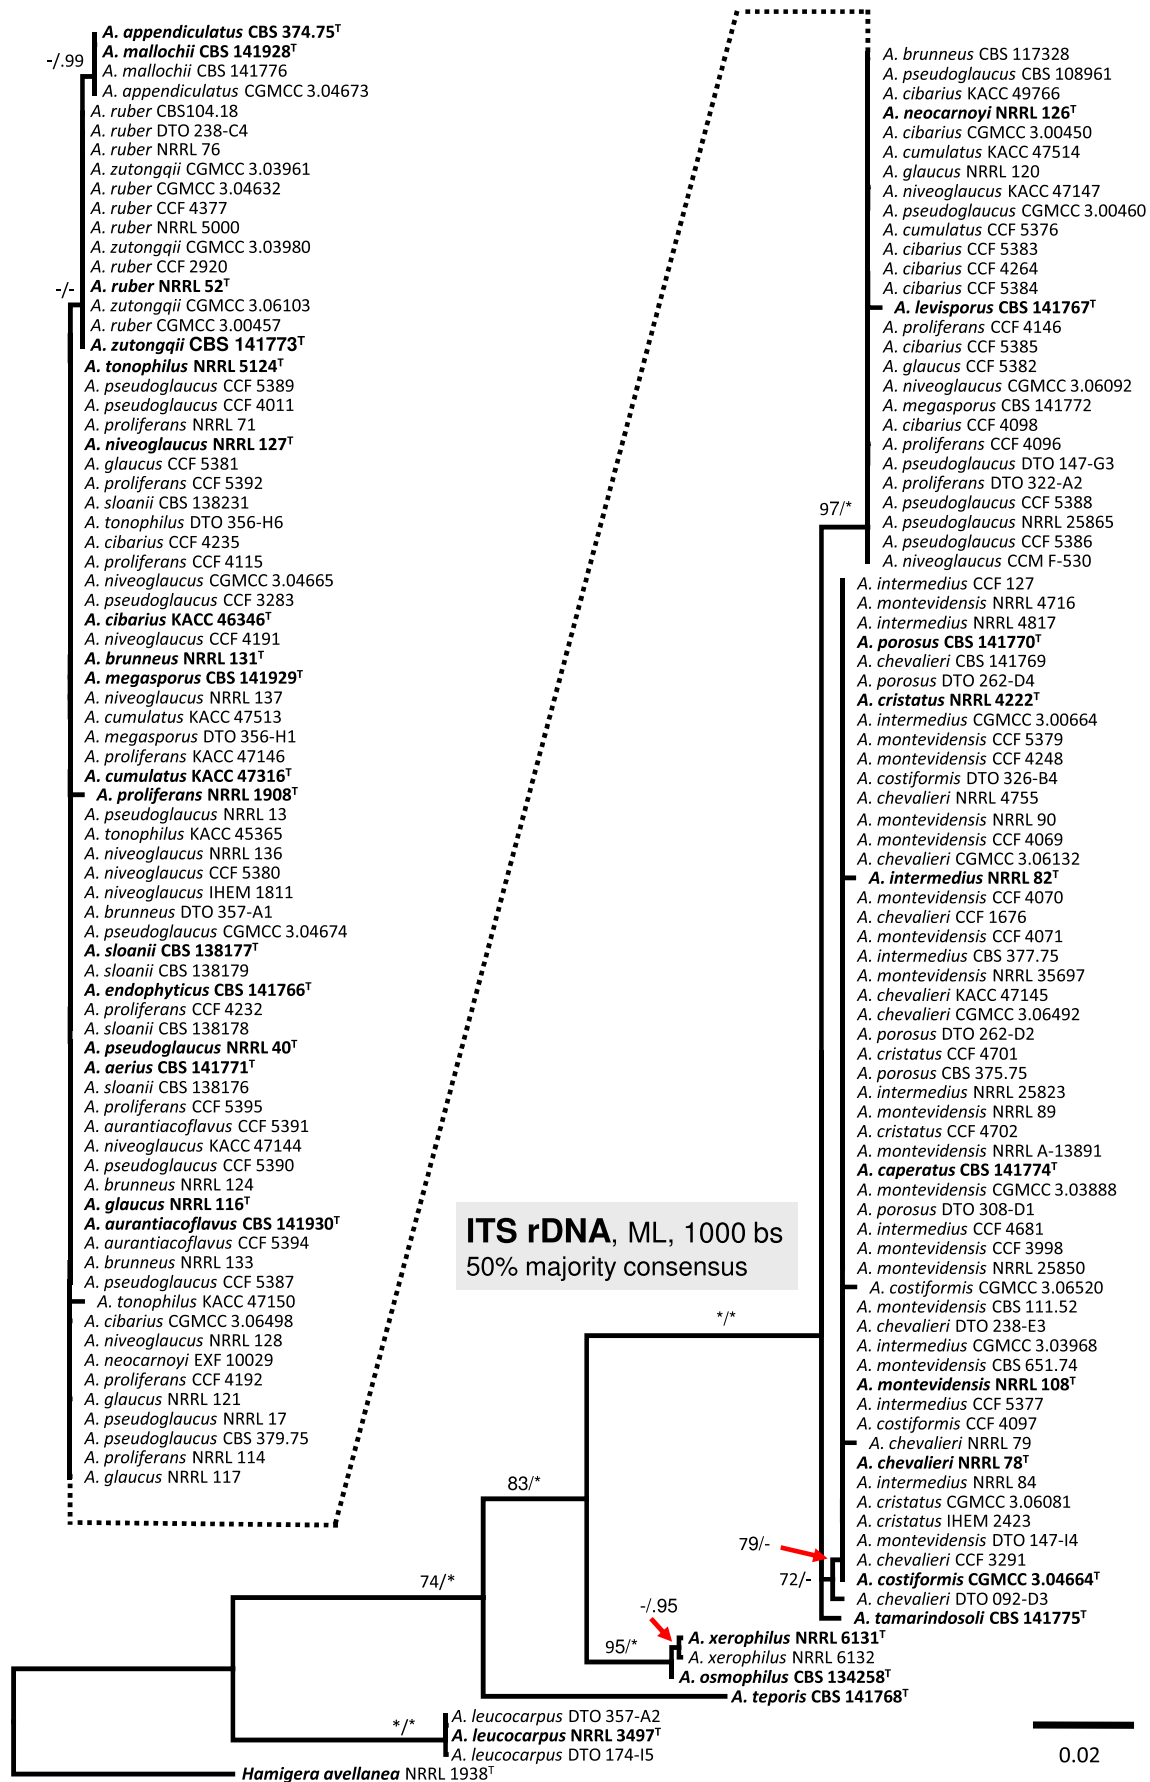 A. appendiculatus CBS 374.75ᵀ
A. mallochii CBS 141928ᵀ
-/.99
A. mallochii CBS 141776
A. appendiculatus CGMCC 3.04673
A. ruber CBS104.18
A. ruber DTO 238-C4
A. ruber NRRL 76
A. zutongqii CGMCC 3.03961
A. ruber CGMCC 3.04632
A. ruber CCF 4377
A. ruber NRRL 5000
A. zutongqii CGMCC 3.03980
A. ruber CCF 2920
-/-
A. ruber NRRL 52ᵀ
A. zutongqii CGMCC 3.06103
A. ruber CGMCC 3.00457
A. zutongqii CBS 141773ᵀ
A. tonophilus NRRL 5124ᵀ
A. pseudoglaucus CCF 5389
A. pseudoglaucus CCF 4011
A. proliferans NRRL 71
A. niveoglaucus NRRL 127ᵀ
A. glaucus CCF 5381
A. proliferans CCF 5392
A. sloanii CBS 138231
A. tonophilus DTO 356-H6
A. cibarius CCF 4235
A. proliferans CCF 4115
A. niveoglaucus CGMCC 3.04665
A. pseudoglaucus CCF 3283
A. cibarius KACC 46346ᵀ
A. niveoglaucus CCF 4191
A. brunneus NRRL 131ᵀ
A. megasporus CBS 141929ᵀ
A. niveoglaucus NRRL 137
A. cumulatus KACC 47513
A. megasporus DTO 356-H1
A. proliferans KACC 47146
A. cumulatus KACC 47316ᵀ
A. proliferans NRRL 1908ᵀ
A. pseudoglaucus NRRL 13
A. tonophilus KACC 45365
A. niveoglaucus NRRL 136
A. niveoglaucus CCF 5380
A. niveoglaucus IHEM 1811
A. brunneus DTO 357-A1
A. pseudoglaucus CGMCC 3.04674
A. sloanii CBS 138177ᵀ
A. sloanii CBS 138179
A. endophyticus CBS 141766ᵀ
A. proliferans CCF 4232
A. sloanii CBS 138178
A. pseudoglaucus NRRL 40ᵀ
A. aerius CBS 141771ᵀ
A. sloanii CBS 138176
A. proliferans CCF 5395
A. aurantiacoflavus CCF 5391
A. niveoglaucus KACC 47144
A. pseudoglaucus CCF 5390
A. brunneus NRRL 124
A. glaucus NRRL 116ᵀ
A. aurantiacoflavus CBS 141930ᵀ
A. aurantiacoflavus CCF 5394
A. brunneus NRRL 133
A. pseudoglaucus CCF 5387
A. tonophilus KACC 47150
A. cibarius CGMCC 3.06498
A. niveoglaucus NRRL 128
A. neocarnoyi EXF 10029
A. proliferans CCF 4192
A. glaucus NRRL 121
A. pseudoglaucus NRRL 17
A. pseudoglaucus CBS 379.75
A. proliferans NRRL 114
A. glaucus NRRL 117
A. brunneus CBS 117328
A. pseudoglaucus CBS 108961
A. cibarius KACC 49766
A. neocarnoyi NRRL 126ᵀ
A. cibarius CGMCC 3.00450
A. cumulatus KACC 47514
A. glaucus NRRL 120
A. niveoglaucus KACC 47147
A. pseudoglaucus CGMCC 3.00460
A. cumulatus CCF 5376
A. cibarius CCF 5383
A. cibarius CCF 4264
A. cibarius CCF 5384
A. levisporus CBS 141767ᵀ
A. proliferans CCF 4146
A. cibarius CCF 5385
A. glaucus CCF 5382
A. niveoglaucus CGMCC 3.06092
A. megasporus CBS 141772
A. cibarius CCF 4098
A. proliferans CCF 4096
A. pseudoglaucus DTO 147-G3
A. proliferans DTO 322-A2
A. pseudoglaucus CCF 5388
97/*
A. pseudoglaucus NRRL 25865
A. pseudoglaucus CCF 5386
A. niveoglaucus CCM F-530
A. intermedius CCF 127
A. montevidensis NRRL 4716
A. intermedius NRRL 4817
A. porosus CBS 141770ᵀ
A. chevalieri CBS 141769
A. porosus DTO 262-D4
A. cristatus NRRL 4222ᵀ
A. intermedius CGMCC 3.00664
A. montevidensis CCF 5379
A. montevidensis CCF 4248
A. costiformis DTO 326-B4
A. chevalieri NRRL 4755
A. montevidensis NRRL 90
A. montevidensis CCF 4069
A. chevalieri CGMCC 3.06132
A. intermedius NRRL 82ᵀ
A. montevidensis CCF 4070
A. chevalieri CCF 1676
A. montevidensis CCF 4071
A. intermedius CBS 377.75
A. montevidensis NRRL 35697
A. chevalieri KACC 47145
A. chevalieri CGMCC 3.06492
A. porosus DTO 262-D2
A. cristatus CCF 4701
A. porosus CBS 375.75
A. intermedius NRRL 25823
A. montevidensis NRRL 89
A. cristatus CCF 4702
A. montevidensis NRRL A-13891
A. caperatus CBS 141774ᵀ
A. montevidensis CGMCC 3.03888
A. porosus DTO 308-D1
A. intermedius CCF 4681
A. montevidensis CCF 3998
A. montevidensis NRRL 25850
A. costiformis CGMCC 3.06520
A. montevidensis CBS 111.52
A. chevalieri DTO 238-E3
A. intermedius CGMCC 3.03968
A. montevidensis CBS 651.74
A. montevidensis NRRL 108ᵀ
A. intermedius CCF 5377
A. costiformis CCF 4097
A. chevalieri NRRL 79
A. chevalieri NRRL 78ᵀ
A. intermedius NRRL 84
A. cristatus CGMCC 3.06081
A. cristatus IHEM 2423
A. montevidensis DTO 147-I4
79/-
A. chevalieri CCF 3291
72/-
A. costiformis CGMCC 3.04664ᵀ
A. chevalieri DTO 092-D3
A. tamarindosoli CBS 141775ᵀ
ITS rDNA, ML, 1000 bs
50% majority consensus
*/*
83/*
74/*
-/.95
95/*
A. xerophilus NRRL 6131ᵀ
A. xerophilus NRRL 6132
A. osmophilus CBS 134258ᵀ
A. teporis CBS 141768ᵀ
*/*
A. leucocarpus DTO 357-A2
A. leucocarpus NRRL 3497ᵀ
A. leucocarpus DTO 174-I5
Hamigera avellanea NRRL 1938ᵀ
0.02